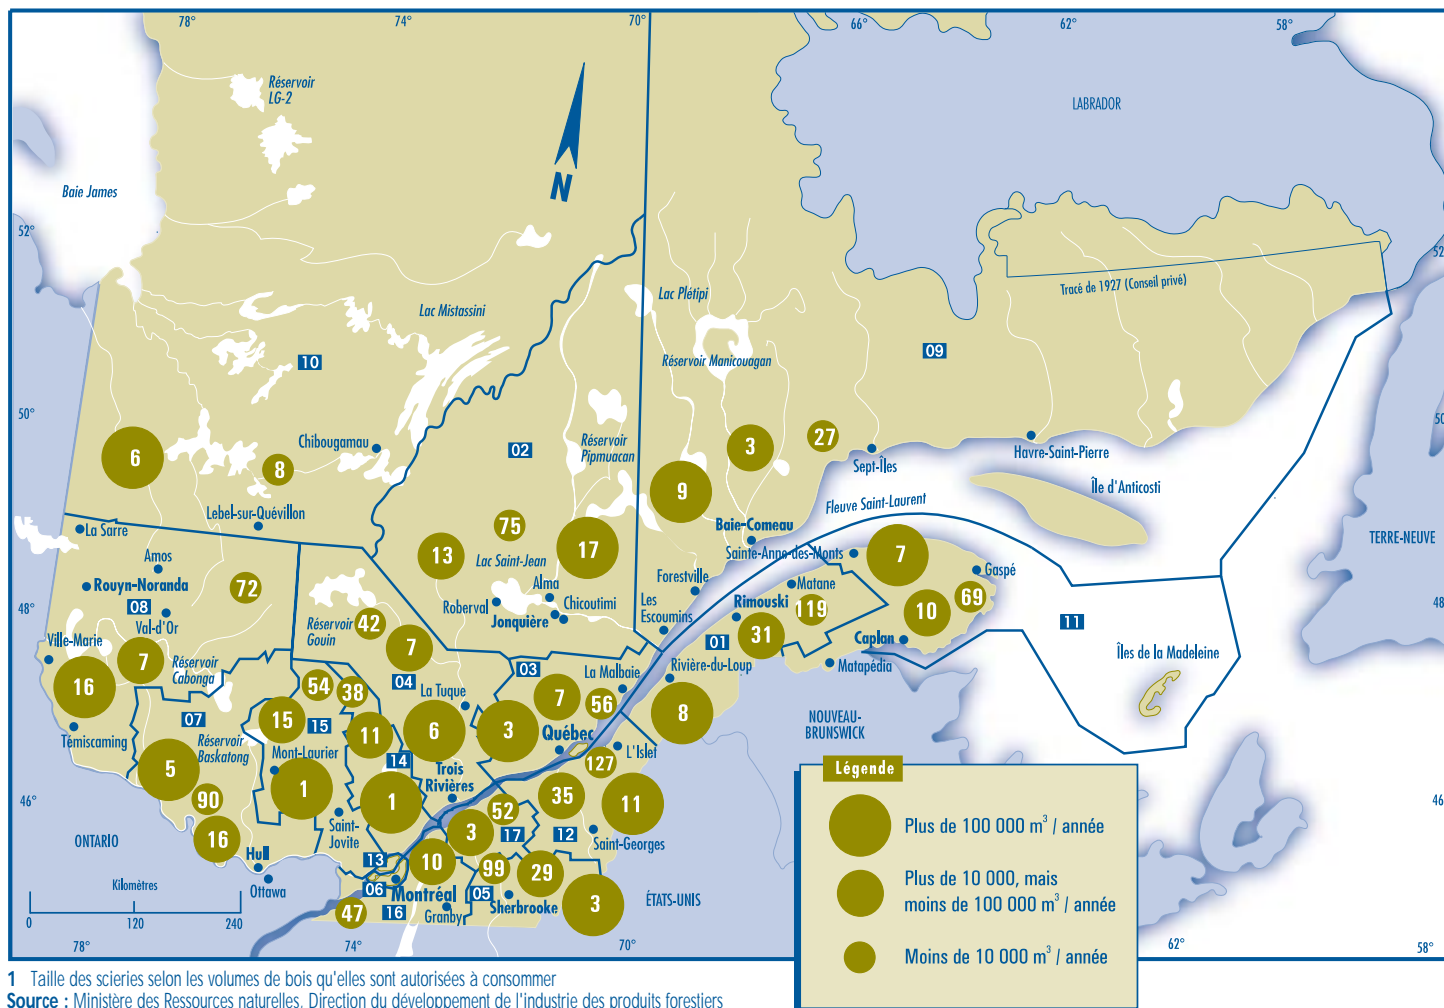 78°
74°
70°
66°
62°
58°
Réservoir
LG-2
LABRADOR
Baie James
N
52°
52
Tracé de 1927 (Conseil privé)
Lac Plétipi
Lac Mistassini
Réservoir Manicouagan
09
10
50°
50
Chibougamau
02
Réservoir
Pipmuacan
3
27
6
8
Sept-Îles
Havre-Saint-Pierre
Île d'Anticosti
9
Fleuve Saint-Laurent
La Sarre
Lebel-sur-Quévillon
75
Baie-Comeau
TERRE-NEUVE
13
17
Lac Saint-Jean
Sainte-Anne-des-Monts
7
Amos
Rouyn-Noranda
72
Alma
Forestville
Matane
Gaspé
69
48°
48
08
Val-d'Or
Roberval
Chicoutimi
Jonquière
Les
Escoumins
Rimouski
119
10
Réservoir
Gouin
42
01
31
11
Ville-Marie
7
7
Caplan
Réservoir
Cabonga
03
La Malbaie
Rivière-du-Loup
Matapédia
Îles de la Madeleine
16
54
38
04
La Tuque
7
56
07
15
15
8
NOUVEAU-
BRUNSWICK
Témiscaming
Réservoir
Baskatong
11
6
3
Québec
L'Islet
Mont-Laurier
14
Trois
Rivières
127
5
90
1
1
35
11
46°
46
52
Saint-
Jovite
3
17
12
Saint-Georges
ONTARIO
16
Hull
Ottawa
13
10
99
29
06
Montréal
05
Sherbrooke
3
ÉTATS-UNIS
47
16
Granby
Kilomètres
0
120
240
78°
74°
70°
62°
58°
Légende
Plus de 100 000 m³ / année
Plus de 10 000, mais
moins de 100 000 m³ / année
Moins de 10 000 m³ / année
1 Taille des scieries selon les volumes de bois qu'elles sont autorisées à consommer
Source : Ministère des Ressources naturelles, Direction du développement de l'industrie des produits forestiers